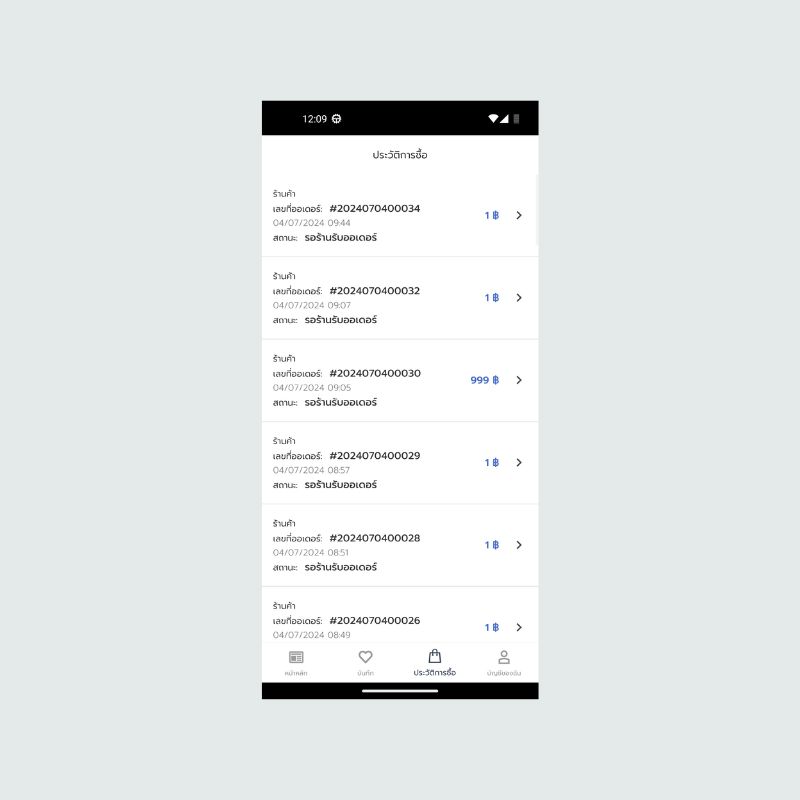 12:09
ประวัติการซื้อ
ร้านค้า
เลขที่ออเดอร์: #2024070400034
1 ฿
04/07/2024 09:44
สถานะ: รอร้านรับออเดอร์
ร้านค้า
เลขที่ออเดอร์: #2024070400032
1 ฿
04/07/2024 09:07
สถานะ: รอร้านรับออเดอร์
ร้านค้า
เลขที่ออเดอร์: #2024070400030
999 ฿
04/07/2024 09:05
สถานะ: รอร้านรับออเดอร์
ร้านค้า
เลขที่ออเดอร์: #2024070400029
1 ฿
04/07/2024 08:57
สถานะ: รอร้านรับออเดอร์
ร้านค้า
เลขที่ออเดอร์: #2024070400028
1 ฿
04/07/2024 08:51
สถานะ: รอร้านรับออเดอร์
ร้านค้า
เลขที่ออเดอร์: #2024070400026
1 ฿
04/07/2024 08:49
หน้าหลัก บันทึก ประวัติการซื้อ บัญชีของฉัน